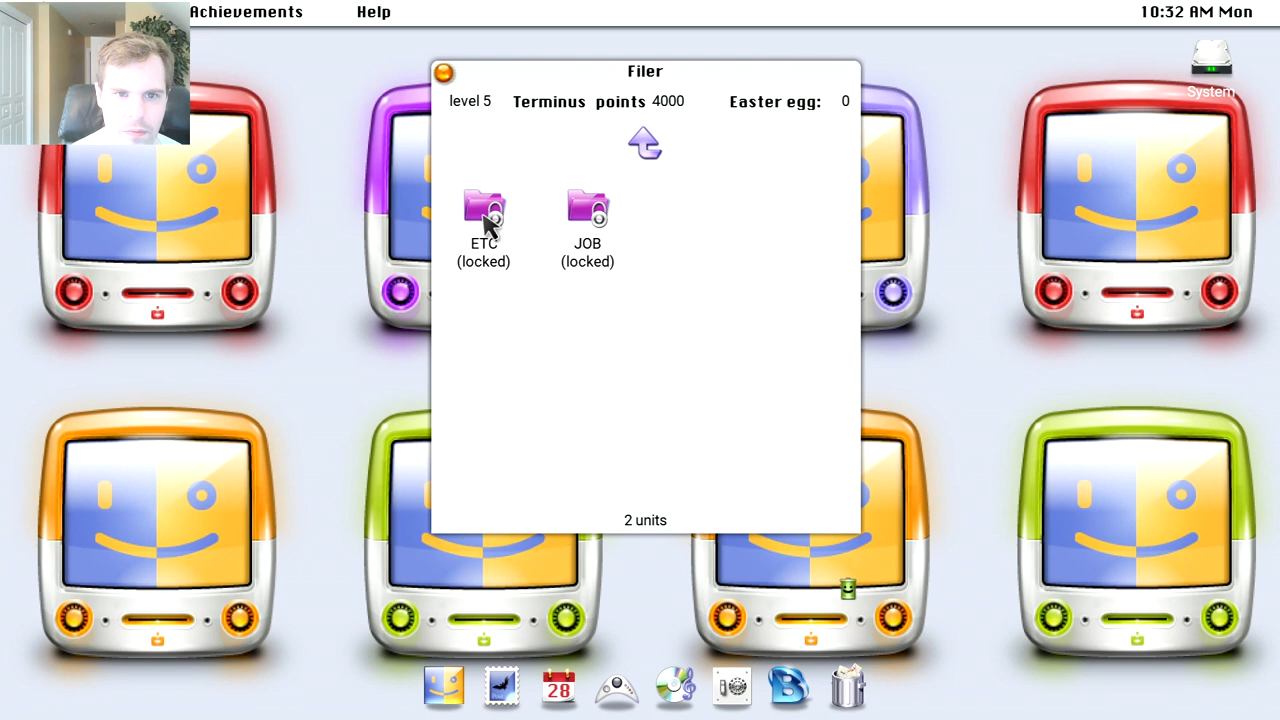 Achievements Help 10:32 AM Mon
Filer
level 5 Terminus points 4000 Easter egg: 0
System
ETC JOB
(locked) (locked)
2 units
28